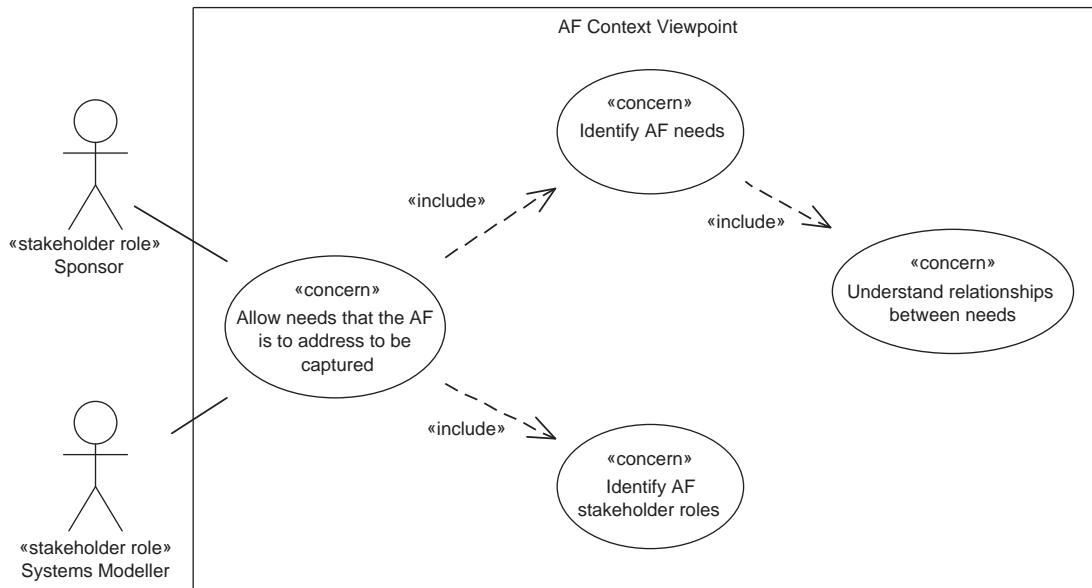 AF Context Viewpoint
«concern»
Identify AF needs
«include»
«include»
«stakeholder role»
Sponsor
«concern»
Understand relationships
between needs
«concern»
Allow needs that the AF
is to address to be
captured
«include»
«concern»
Identify AF
stakeholder roles
«stakeholder role»
Systems Modeller